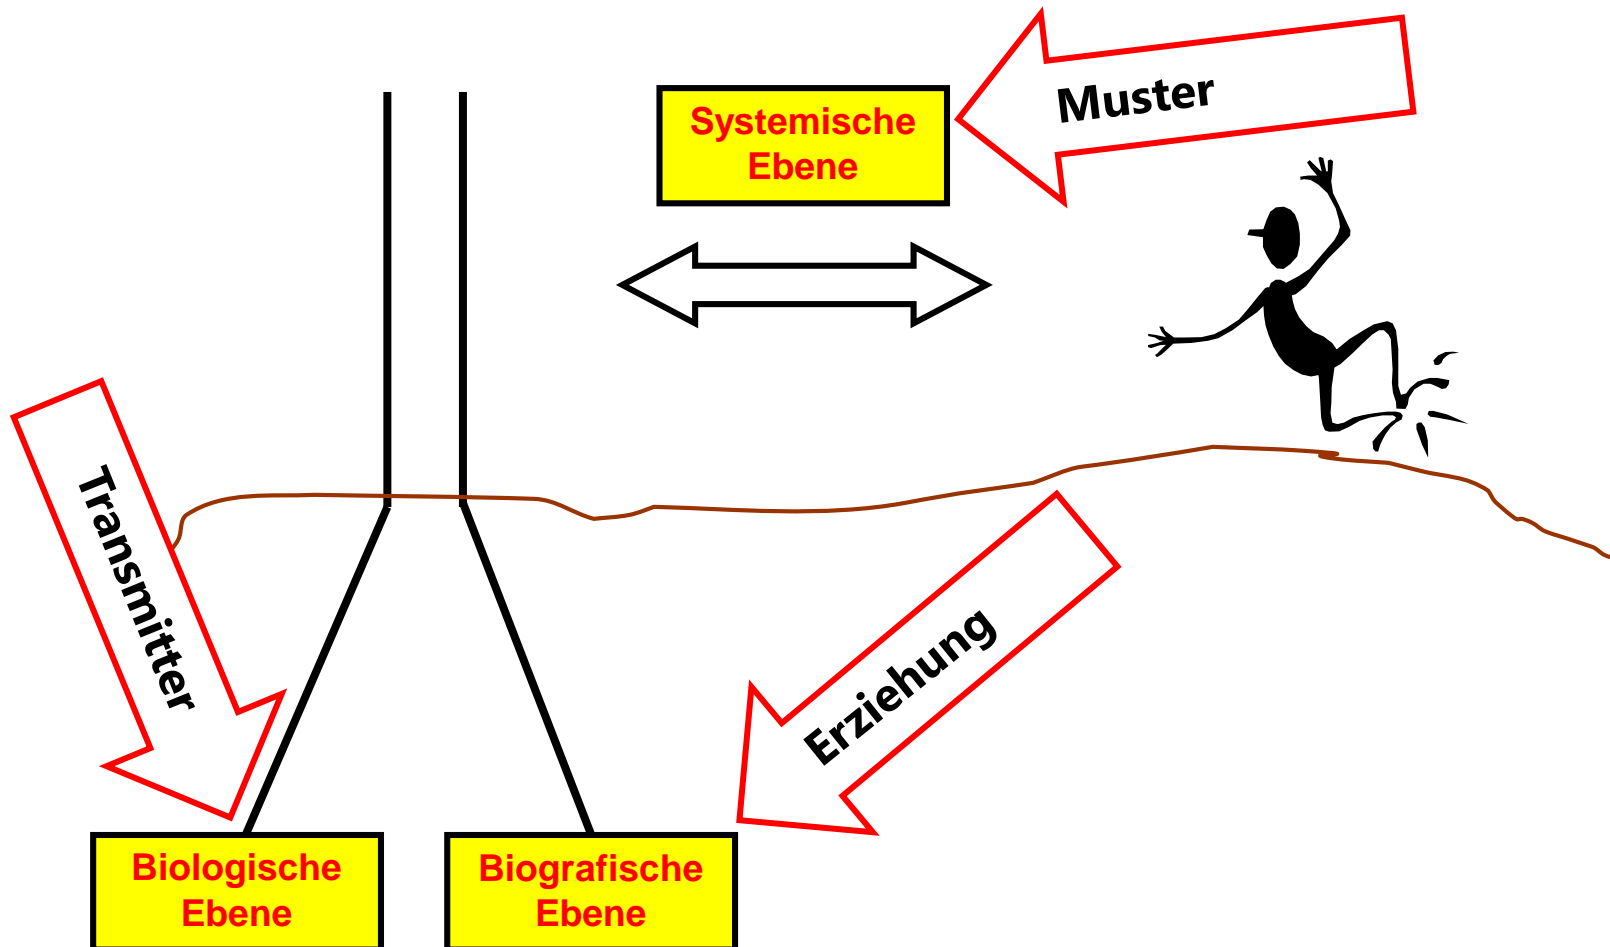 Muster
Systemische
Ebene
Transmitter
Erziehung
Biologische
Ebene
Biografische
Ebene